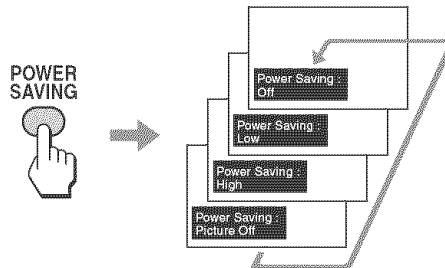 POWER
SAVING
Power Saving :
Off
Power Saving :
Low
Power Saving :
High
Power Saving :
Picture Off